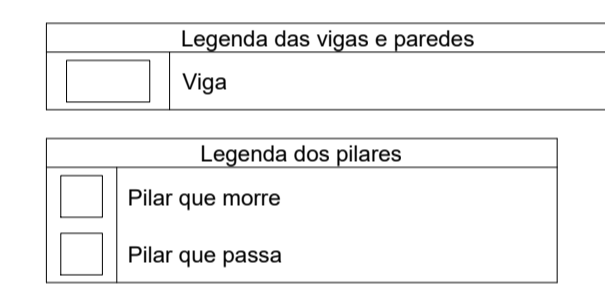 Legenda das vigas e paredes
Viga
Legenda dos pilares
Pilar que morre
Pilar que passa